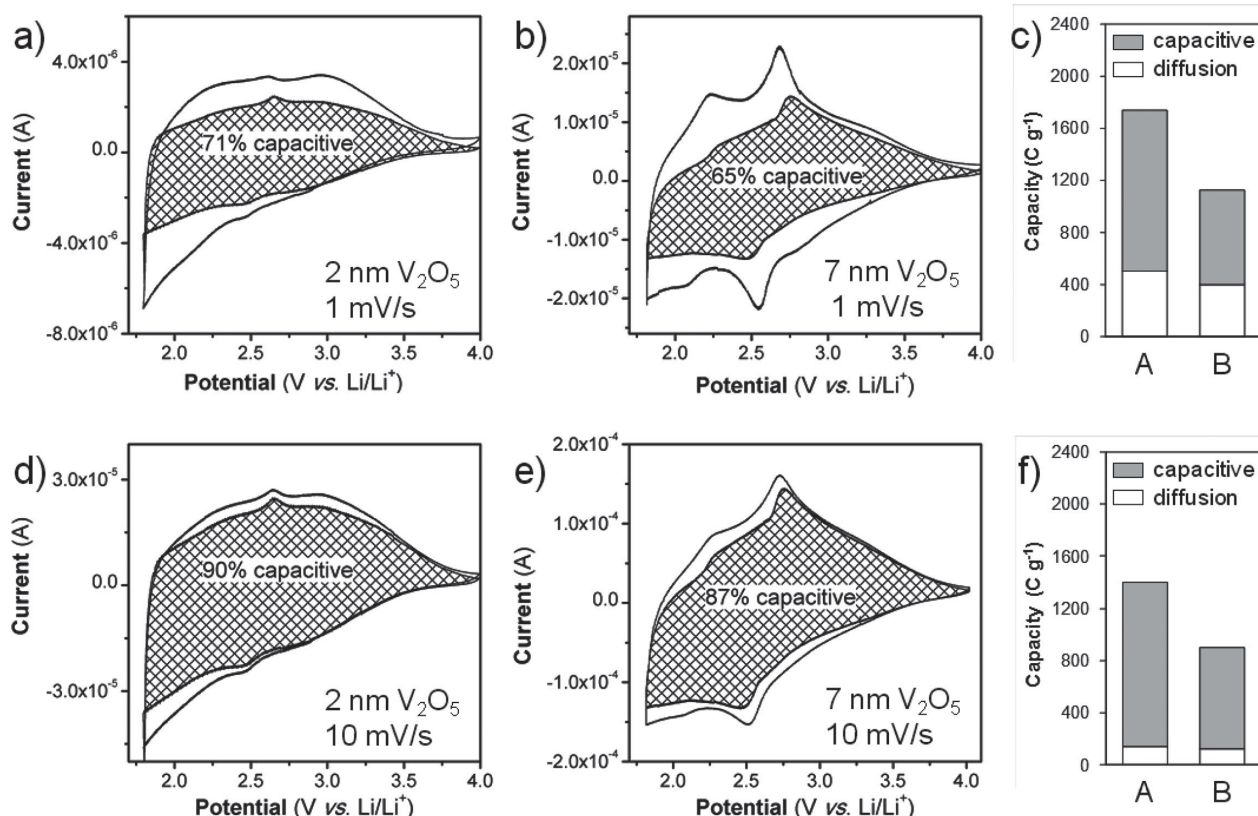 a)
Current (A)
4.0x10⁻⁶
0.0
-4.0x10⁻⁶
-8.0x10⁻⁶
71% capacitive
2 nm V₂O₅
1 mV/s
2.0 2.5 3.0 3.5 4.0
Potential (V vs. Li/Li⁺)
b)
Current (A)
2.0x10⁻⁵
1.0x10⁻⁵
0.0
-1.0x10⁻⁵
-2.0x10⁻⁵
65% capacitive
7 nm V₂O₅
1 mV/s
2.0 2.5 3.0 3.5 4.0
Potential (V vs. Li/Li⁺)
c)
Capacity (C g⁻¹)
2400
2000
1600
1200
800
400
0
capacitive
diffusion
A B
d)
Current (A)
3.0x10⁻⁵
0.0
-3.0x10⁻⁵
90% capacitive
2 nm V₂O₅
10 mV/s
2.0 2.5 3.0 3.5 4.0
Potential (V vs. Li/Li⁺)
e)
Current (A)
2.0x10⁻⁴
1.0x10⁻⁴
0.0
-1.0x10⁻⁴
-2.0x10⁻⁴
87% capacitive
7 nm V₂O₅
10 mV/s
2.0 2.5 3.0 3.5 4.0
Potential (V vs. Li/Li⁺)
f)
Capacity (C g⁻¹)
2400
2000
1600
1200
800
400
0
capacitive
diffusion
A B